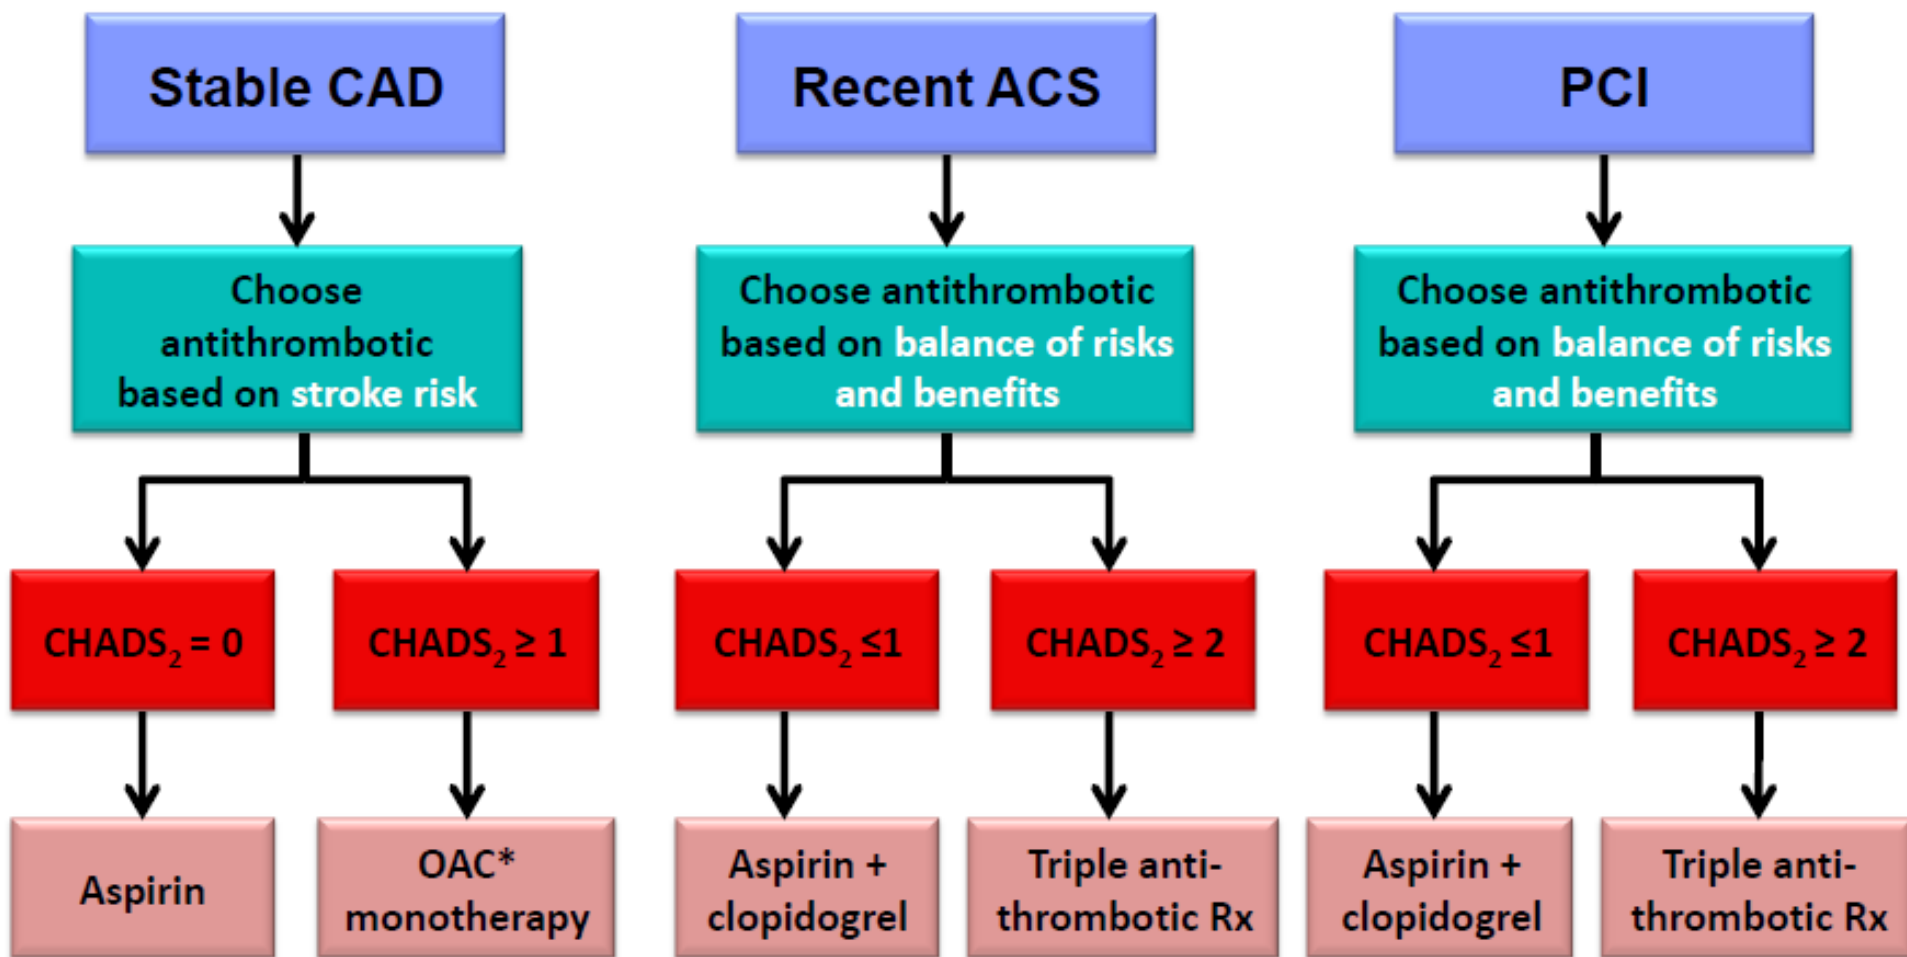 Stable CAD
Recent ACS
PCI
Choose
antithrombotic
based on stroke risk
Choose antithrombotic
based on balance of risks
and benefits
Choose antithrombotic
based on balance of risks
and benefits
CHADS₂ = 0
CHADS₂ ≥ 1
CHADS₂ ≤1
CHADS₂ ≥ 2
CHADS₂ ≤1
CHADS₂ ≥ 2
Aspirin
OAC*
monotherapy
Aspirin +
clopidogrel
Triple anti-
thrombotic Rx
Aspirin +
clopidogrel
Triple anti-
thrombotic Rx